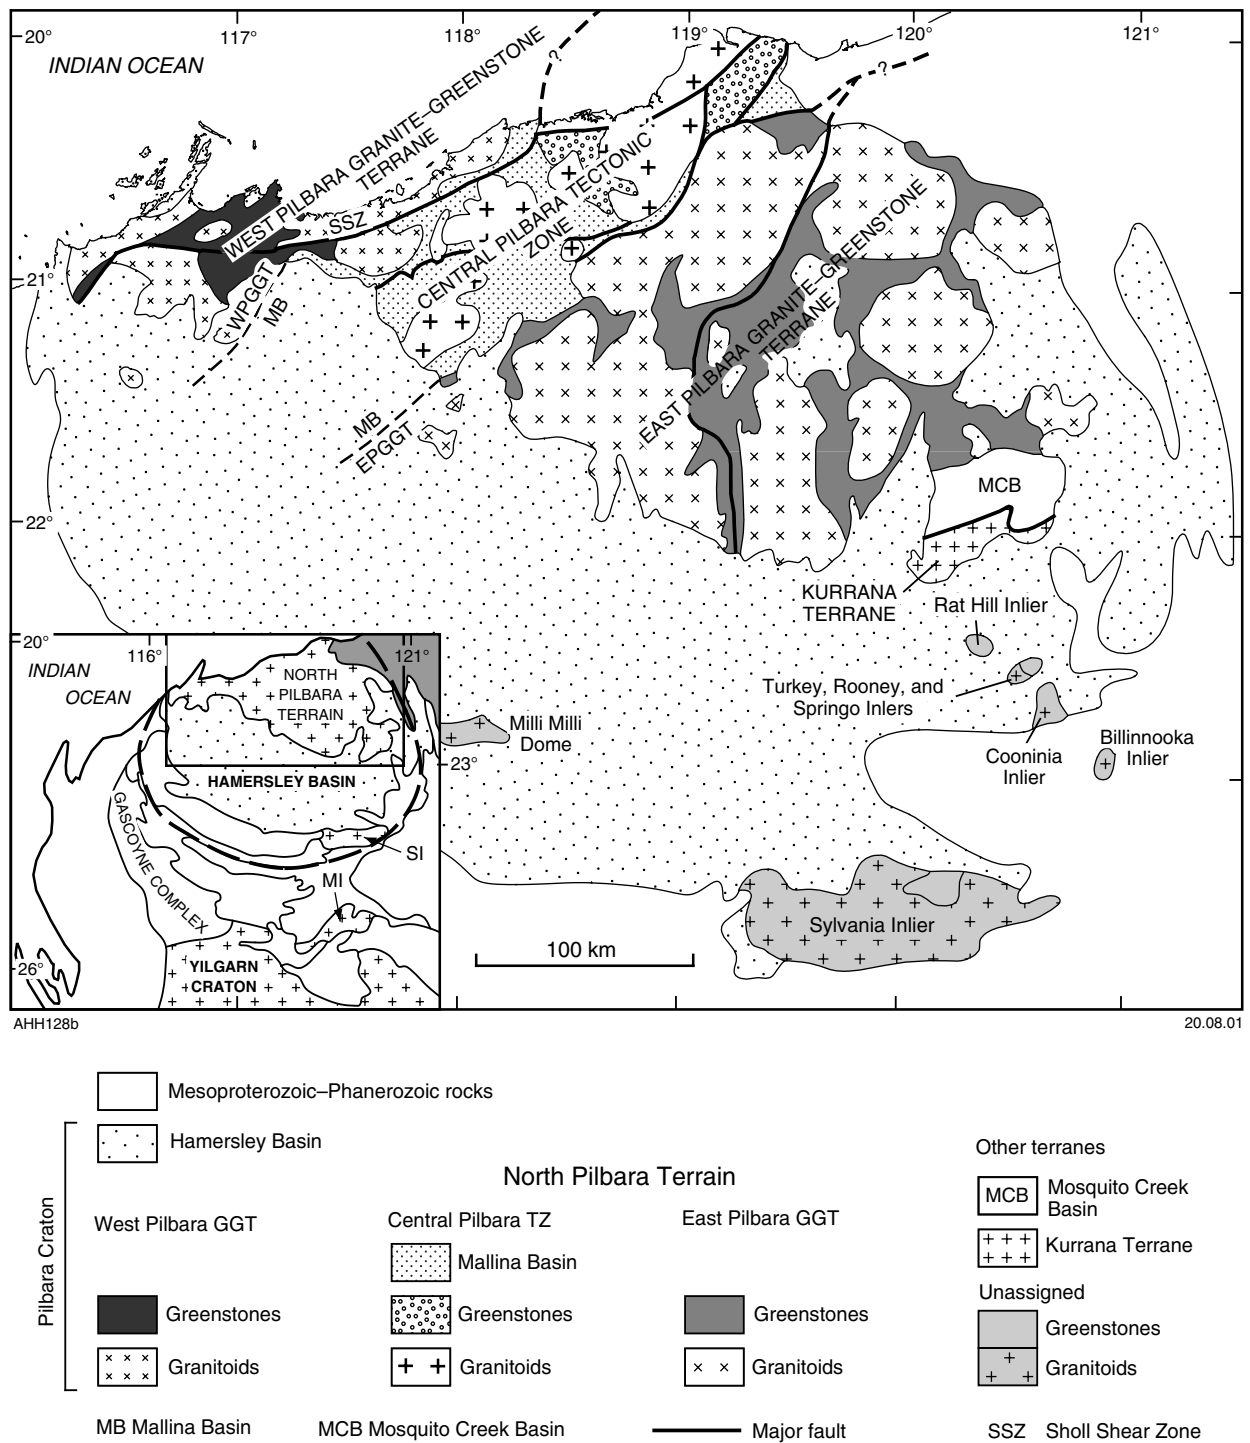 20°
117°
118°
119°
120°
121°
INDIAN OCEAN
?
?
WEST PILBARA GRANITE–GREENSTONE
TERRANE
SSZ
CENTRAL PILBARA TECTONIC
ZONE
EAST PILBARA GRANITE–GREENSTONE
TERRANE
21°
WPGGT
MB
MB
EPGGT
MCB
22°
KURRANA
TERRANE
Rat Hill Inlier
Turkey, Rooney, and
Springo Inlers
Milli Milli
Dome
Cooninia
Inlier
Billinnooka
Inlier
23°
Sylvania Inlier
100 km
20°
116°
121°
INDIAN
OCEAN
NORTH
PILBARA
TERRAIN
HAMERSLEY BASIN
GASCOYNE COMPLEX
SI
MI
YILGARN
CRATON
26°
AHH128b
20.08.01
Mesoproterozoic–Phanerozoic rocks
Hamersley Basin
Pilbara Craton
North Pilbara Terrain
West Pilbara GGT
Greenstones
Granitoids
Central Pilbara TZ
Mallina Basin
Greenstones
Granitoids
East Pilbara GGT
Greenstones
Granitoids
Other terranes
MCB
Mosquito Creek
Basin
Kurrana Terrane
Unassigned
Greenstones
Granitoids
MB Mallina Basin
MCB Mosquito Creek Basin
Major fault
SSZ Sholl Shear Zone